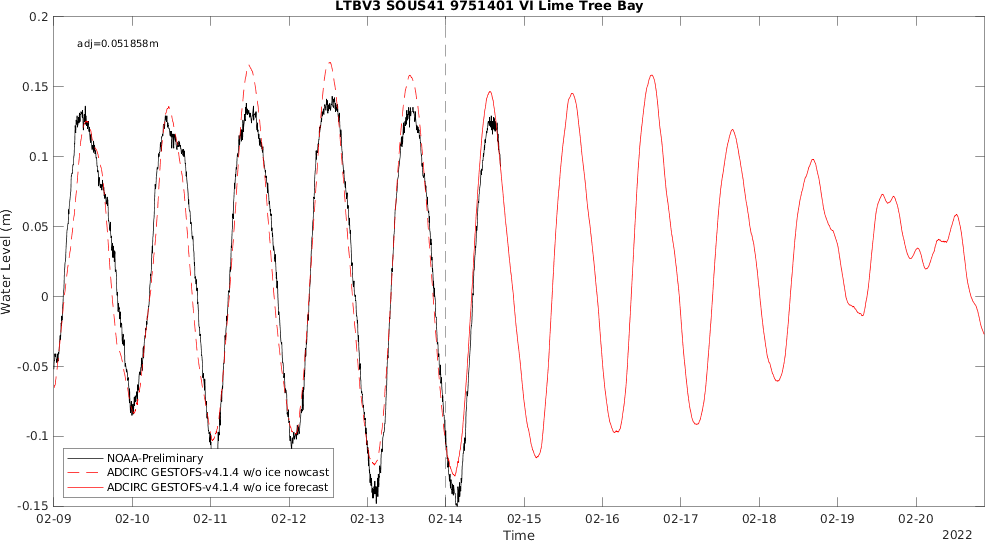 LTBV3 SOUS41 9751401 VI Lime Tree Bay
adj=0.051858m
Water Level (m)
0.2
0.15
0.1
0.05
0
-0.05
-0.1
-0.15
NOAA-Preliminary
ADCIRC GESTOFS-v4.1.4 w/o ice nowcast
ADCIRC GESTOFS-v4.1.4 w/o ice forecast
02-09 02-10 02-11 02-12 02-13 02-14 02-15 02-16 02-17 02-18 02-19 02-20
Time
2022